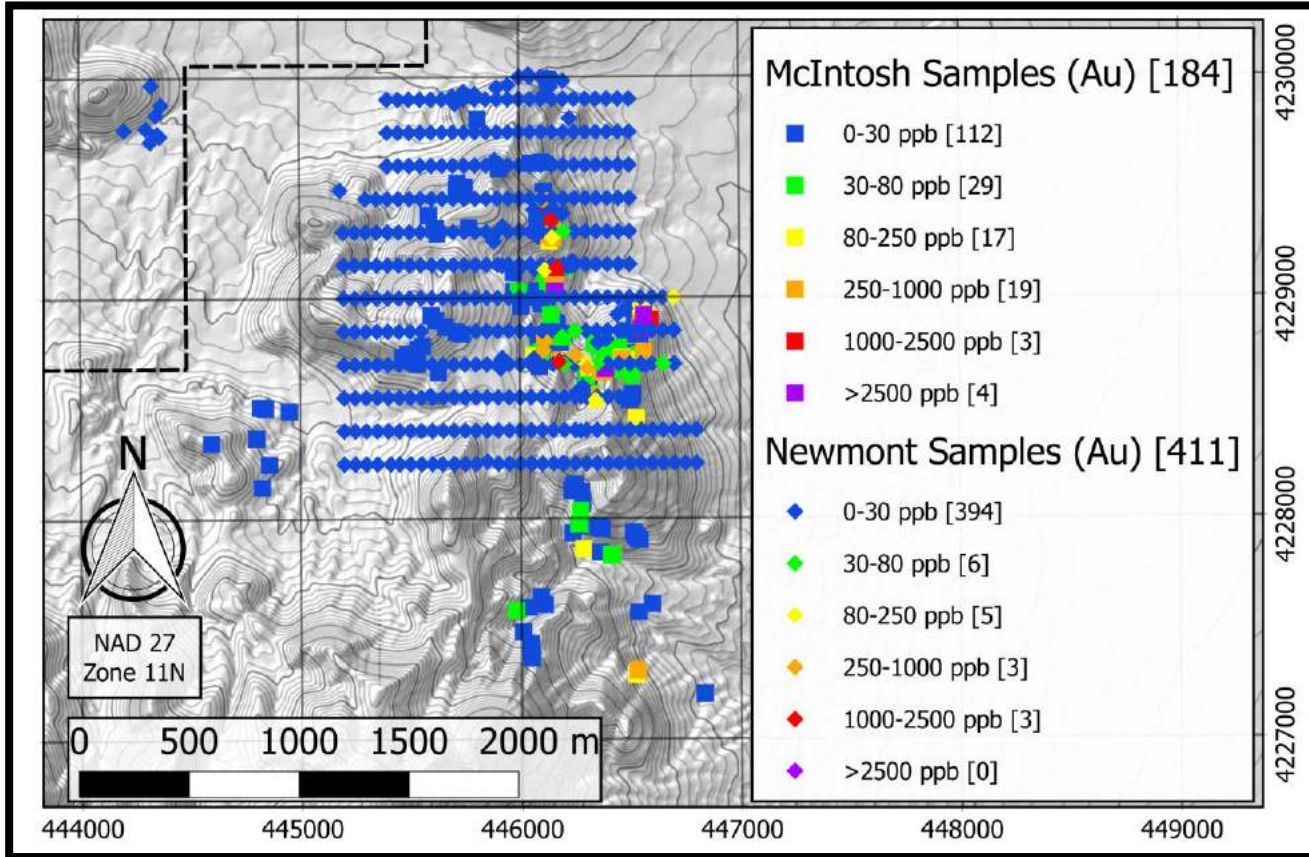 McIntosh Samples (Au) [184]
0-30 ppb [112]
30-80 ppb [29]
80-250 ppb [17]
250-1000 ppb [19]
1000-2500 ppb [3]
>2500 ppb [4]
Newmont Samples (Au) [411]
0-30 ppb [394]
30-80 ppb [6]
80-250 ppb [5]
250-1000 ppb [3]
1000-2500 ppb [3]
>2500 ppb [0]
N
NAD 27
Zone 11N
0 500 1000 1500 2000 m
4230000
4229000
4228000
4227000
444000 445000 446000 447000 448000 449000